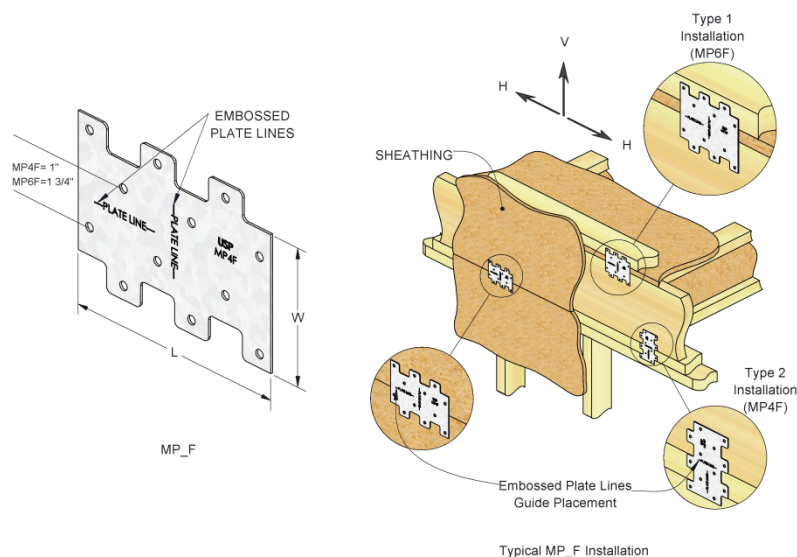 EMBOSSED
PLATE LINES
MP4F= 1"
MP6F=1 3/4"
PLATE LINE
PLATE LINE
USP
MP4F
W
L
MP_F
Type 1
Installation
(MP6F)
V
H
H
SHEATHING
Type 2
Installation
(MP4F)
Embossed Plate Lines
Guide Placement
Typical MP_F Installation